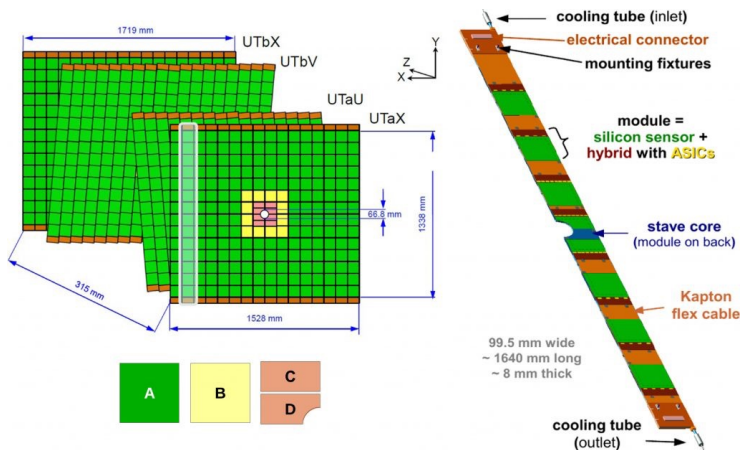 1719 mm
UTbX
UTbV
UTaU
UTaX
66.8 mm
1338 mm
315 mm
1528 mm
A
B
C
D
Y
Z
X
cooling tube (inlet)
electrical connector
mounting fixtures
module =
silicon sensor +
hybrid with ASICs
stave core
(module on back)
Kapton
flex cable
99.5 mm wide
~ 1640 mm long
~ 8 mm thick
cooling tube
(outlet)